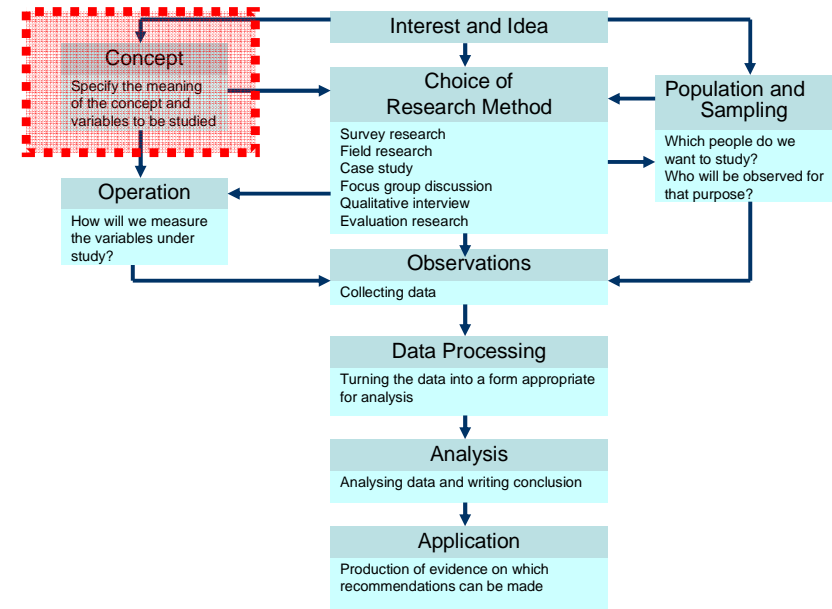 Interest and Idea
Concept
Specify the meaning
of the concept and
variables to be studied
Choice of
Research Method
Survey research
Field research
Case study
Focus group discussion
Qualitative interview
Evaluation research
Population and
Sampling
Which people do we
want to study?
Who will be observed for
that purpose?
Operation
How will we measure
the variables under
study?
Observations
Collecting data
Data Processing
Turning the data into a form appropriate
for analysis
Analysis
Analysing data and writing conclusion
Application
Production of evidence on which
recommendations can be made